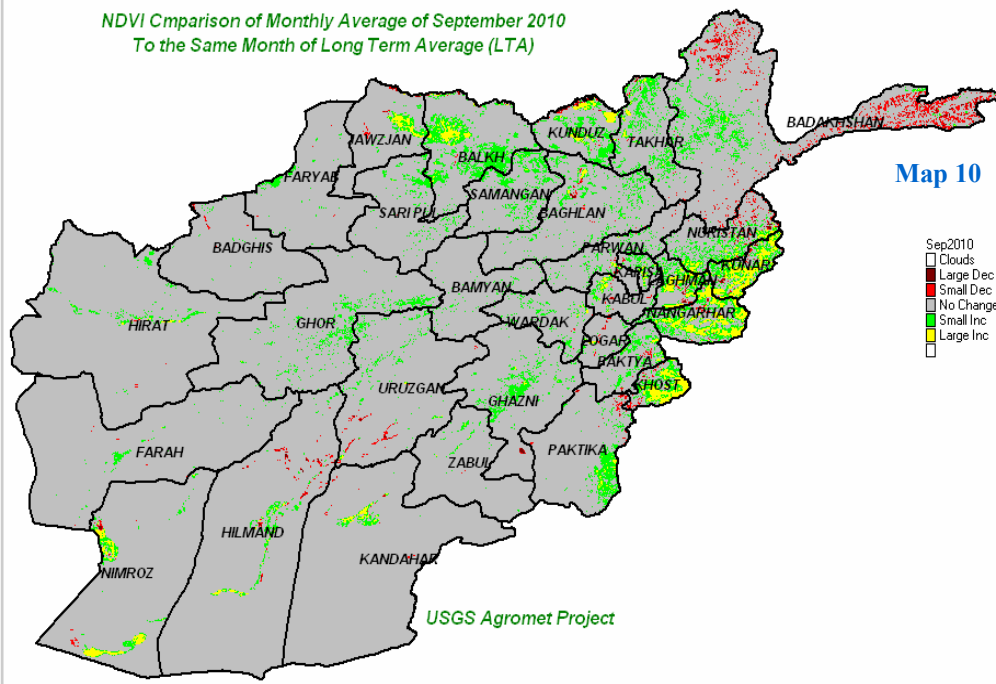 NDVI Cmparison of Monthly Average of September 2010
To the Same Month of Long Term Average (LTA)
BADAKHSHAN
JAWZJAN
KUNDUZ
TAKHAR
BALKH
Map 10
FARYAB
SAMANGAN
SARI PUL
BAGHLAN
NURISTAN
BADGHIS
PARWAN
KUNAR
KAPISA
LAGHMAN
BAMYAN
KABUL
NANGARHAR
HIRAT
GHOR
WARDAK
LOGAR
PAKTYA
KHOST
URUZGAN
GHAZNI
FARAH
ZABUL
PAKTIKA
HILMAND
KANDAHAR
NIMROZ
Sep2010
Clouds
Large Dec
Small Dec
No Change
Small Inc
Large Inc
USGS Agromet Project